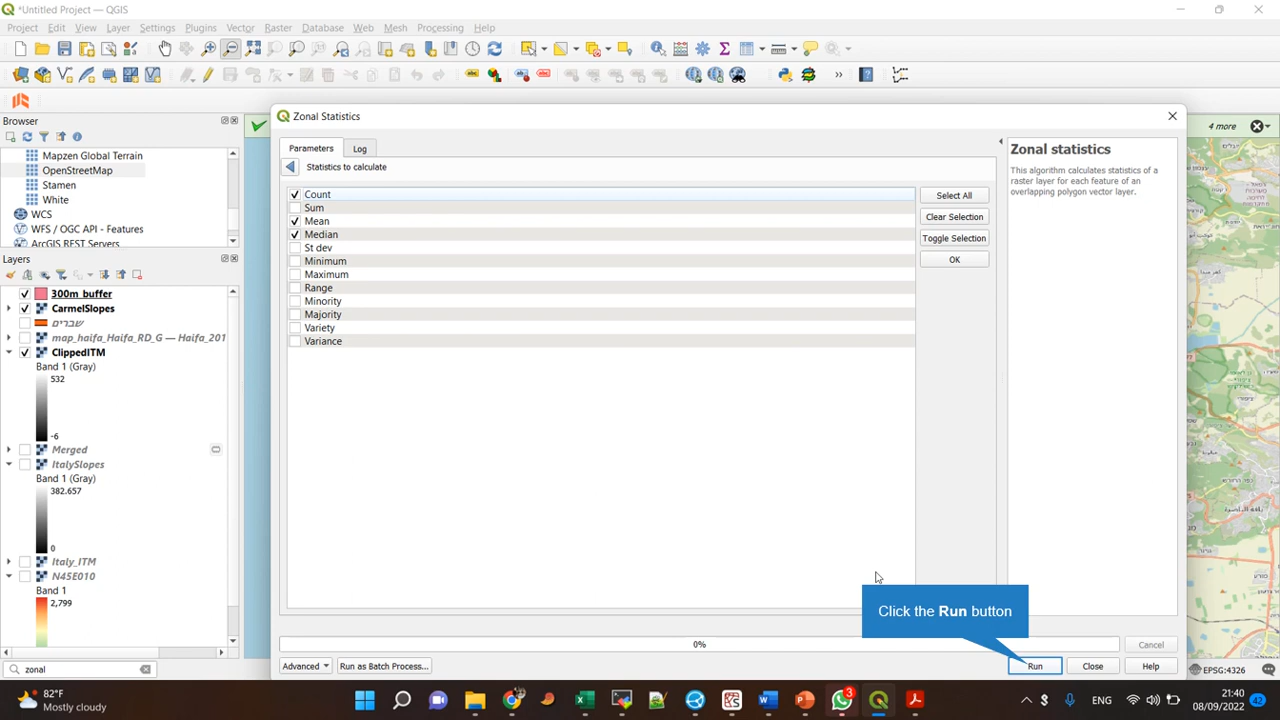 *Untitled Project — QGIS
Project Edit View Layer Settings Plugins Vector Raster Database Web Mesh Processing Help
Zonal Statistics
Browser
Mapzen Global Terrain
OpenStreetMap
Stamen
White
WCS
WFS / OGC API - Features
ArcGIS REST Servers
Layers
300m_buffer
CarmelSlopes
שברים
map_haifa_Haifa_RD_G — Haifa_201
ClippedITM
Band 1 (Gray)
532
-6
Merged
ItalySlopes
Band 1 (Gray)
382.657
0
Italy_ITM
N45E010
Band 1
2,799
zonal
Parameters Log
Statistics to calculate
Count
Sum
Mean
Median
St dev
Minimum
Maximum
Range
Minority
Majority
Variety
Variance
Select All
Clear Selection
Toggle Selection
OK
Zonal statistics
This algorithm calculates statistics of a
raster layer for each feature of an
overlapping polygon vector layer.
4 more
Click the Run button
0%
Cancel
Advanced Run as Batch Process... Run Close Help
EPSG:4326
82°F
Mostly cloudy
3
ENG
21:40
08/09/2022
42